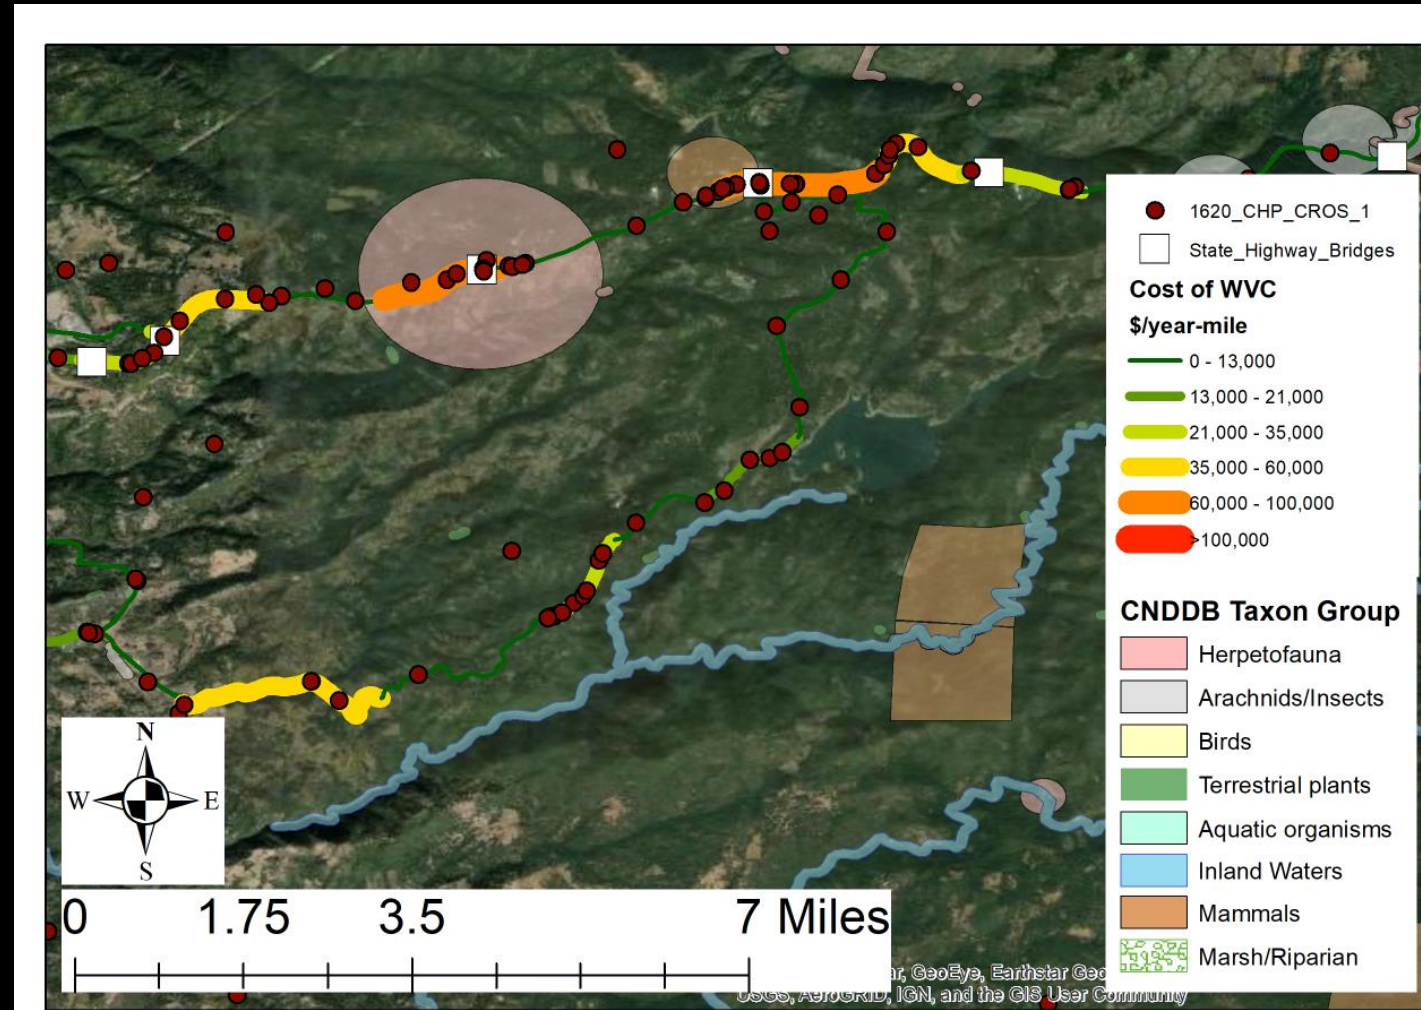 1620_CHP_CROS_1
State_Highway_Bridges
Cost of WVC
$/year-mile
0 - 13,000
13,000 - 21,000
21,000 - 35,000
35,000 - 60,000
60,000 - 100,000
>100,000
CNDDB Taxon Group
Herpetofauna
Arachnids/Insects
Birds
Terrestrial plants
Aquatic organisms
Inland Waters
Mammals
Marsh/Riparian
N
W E
S
0 1.75 3.5 7 Miles
GeoEye, Earthstar Geo
USGS, AeroGRID, IGN, and the GIS User Community